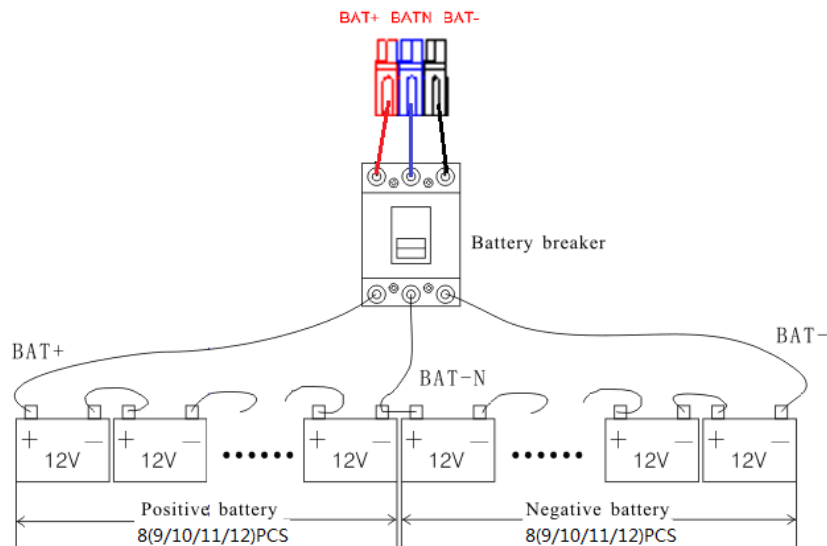 BAT+ BATN BAT-
Battery breaker
BAT+
BAT-
BAT-N
+ − + − + − + − + − + −
12V 12V 12V 12V 12V 12V
Positive battery Negative battery
8(9/10/11/12)PCS 8(9/10/11/12)PCS